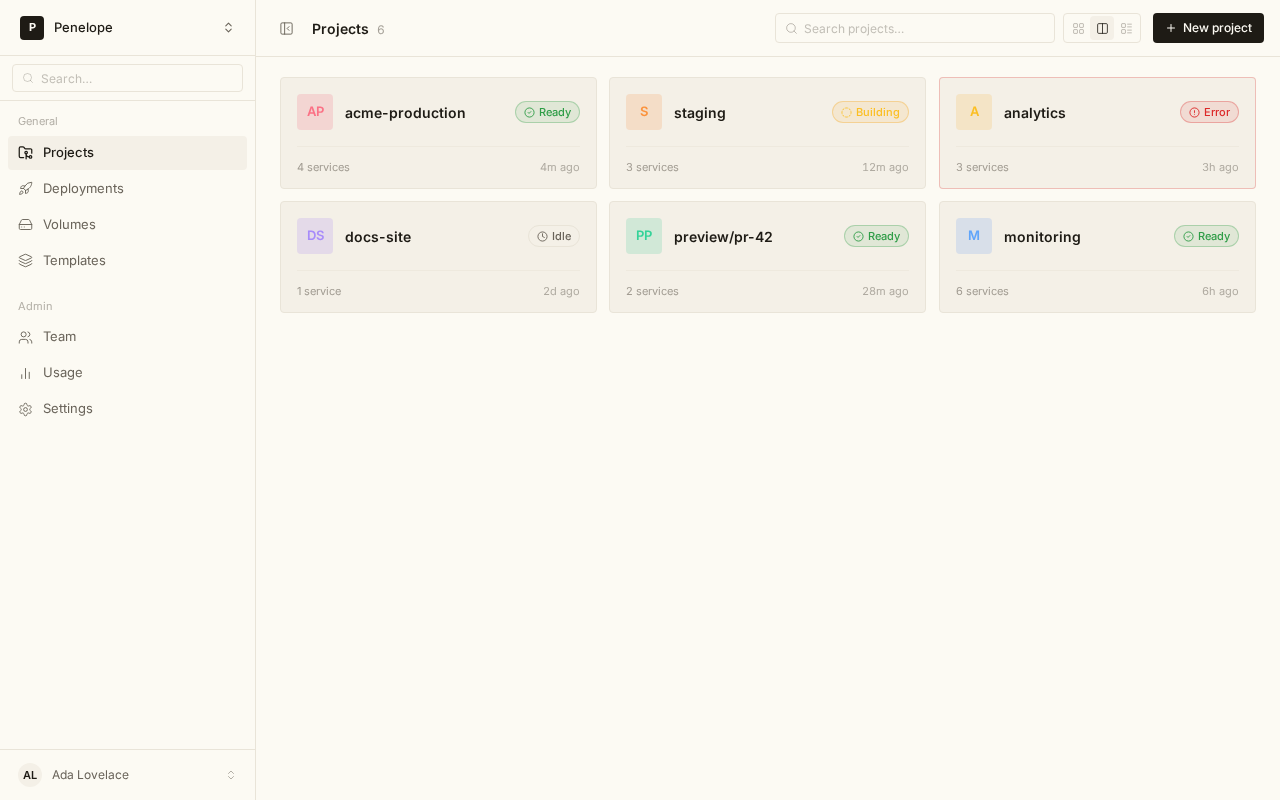 P Penelope
Search...
General
Projects
Deployments
Volumes
Templates
Admin
Team
Usage
Settings
AL Ada Lovelace
Projects 6
Search projects...
New project
AP acme-production Ready
4 services 4m ago
S staging Building
3 services 12m ago
A analytics Error
3 services 3h ago
DS docs-site Idle
1 service 2d ago
PP preview/pr-42 Ready
2 services 28m ago
M monitoring Ready
6 services 6h ago